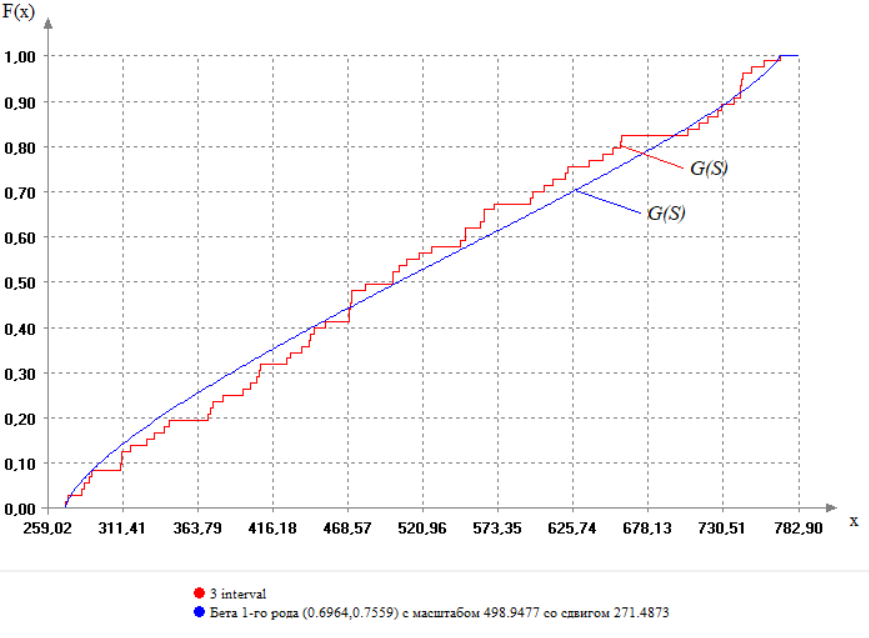 F(x)
1,00
0,90
0,80
G(S)
0,70
G(S)
0,60
0,50
0,40
0,30
0,20
0,10
0,00
259,02 311,41 363,79 416,18 468,57 520,96 573,35 625,74 678,13 730,51 782,90 x
3 interval
Бета 1-го рода (0.6964,0.7559) с масштабом 498.9477 со сдвигом 271.4873